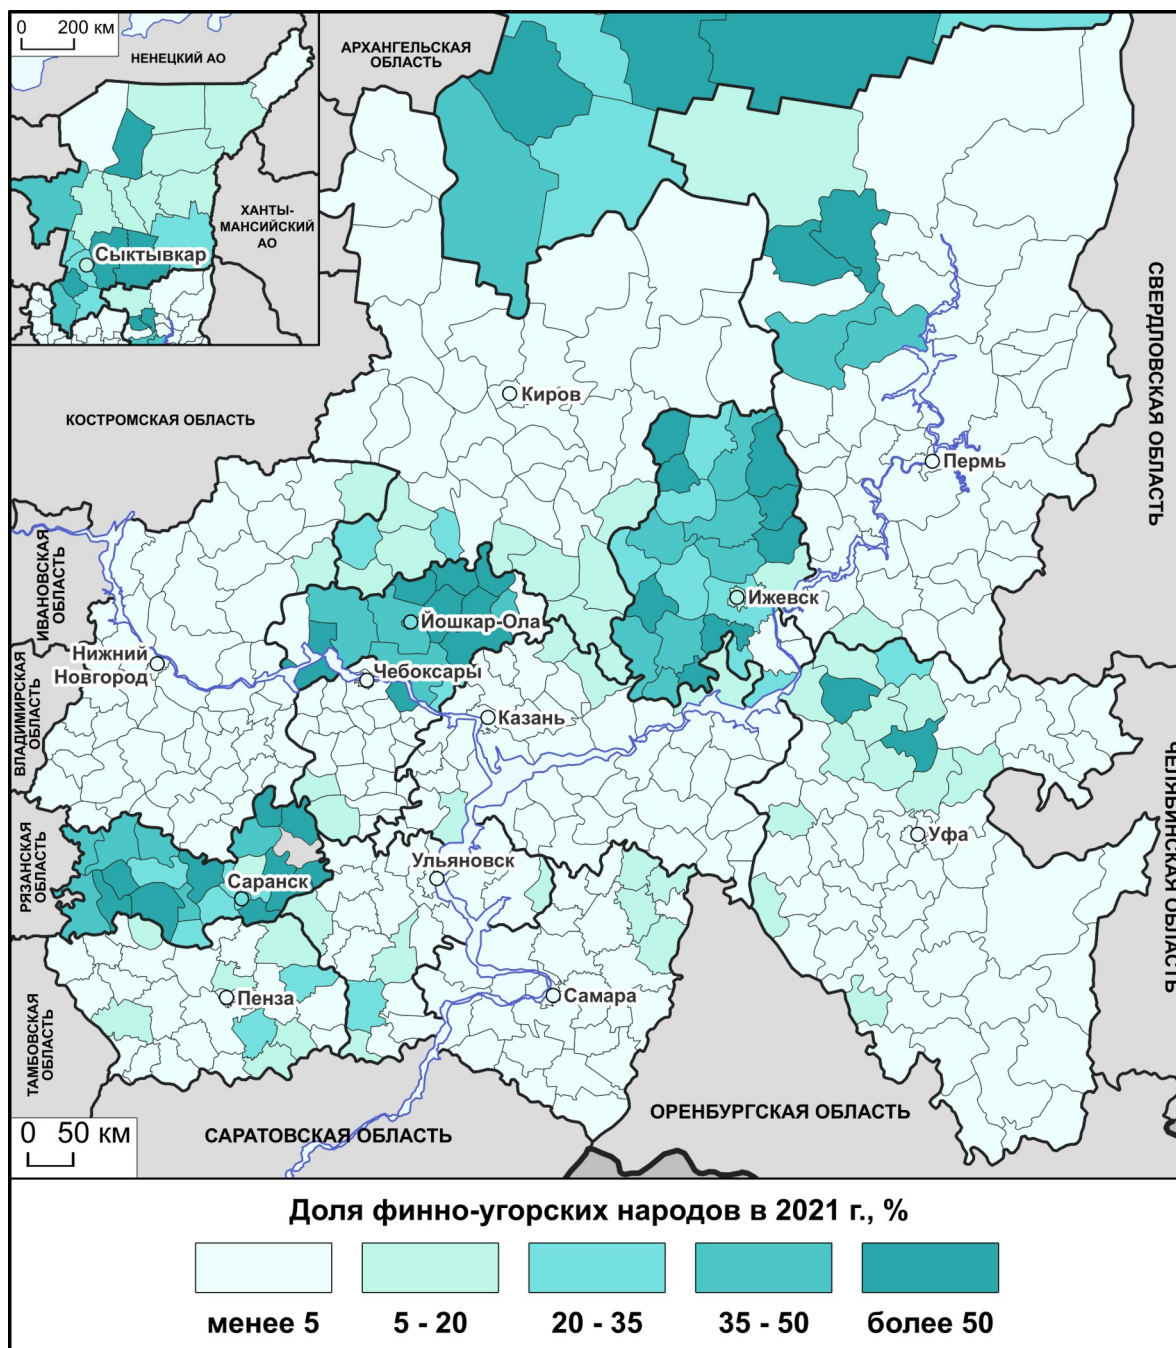 0 200 км
НЕНЕЦКИЙ АО
АРХАНГЕЛЬСКАЯ
ОБЛАСТЬ
ХАНТЫ-
МАНСИЙСКИЙ
АО
Сыктывкар
СВЕРДЛОВСКАЯ ОБЛАСТЬ
Киров
КОСТРОМСКАЯ ОБЛАСТЬ
Пермь
ИВАНОВСКАЯ
ОБЛАСТЬ
Ижевск
Йошкар-Ола
Нижний
Новгород
Чебоксары
ВЛАДИМИРСКАЯ
ОБЛАСТЬ
Казань
ЧЕЛЯБИНСКАЯ ОБЛАСТЬ
РЯЗАНСКАЯ
ОБЛАСТЬ
Уфа
Ульяновск
Саранск
Пенза
Самара
ТАМБОВСКАЯ
ОБЛАСТЬ
ОРЕНБУРГСКАЯ ОБЛАСТЬ
0 50 км
САРАТОВСКАЯ ОБЛАСТЬ
Доля финно-угорских народов в 2021 г., %
менее 5 5 - 20 20 - 35 35 - 50 более 50